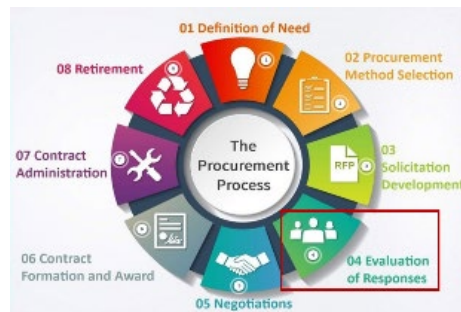 01 Definition of Need
02 Procurement
Method Selection
03
Solicitation
Development
RFP
04 Evaluation
of Responses
05 Negotiations
06 Contract
Formation and Award
07 Contract
Administration
08 Retirement
The
Procurement
Process